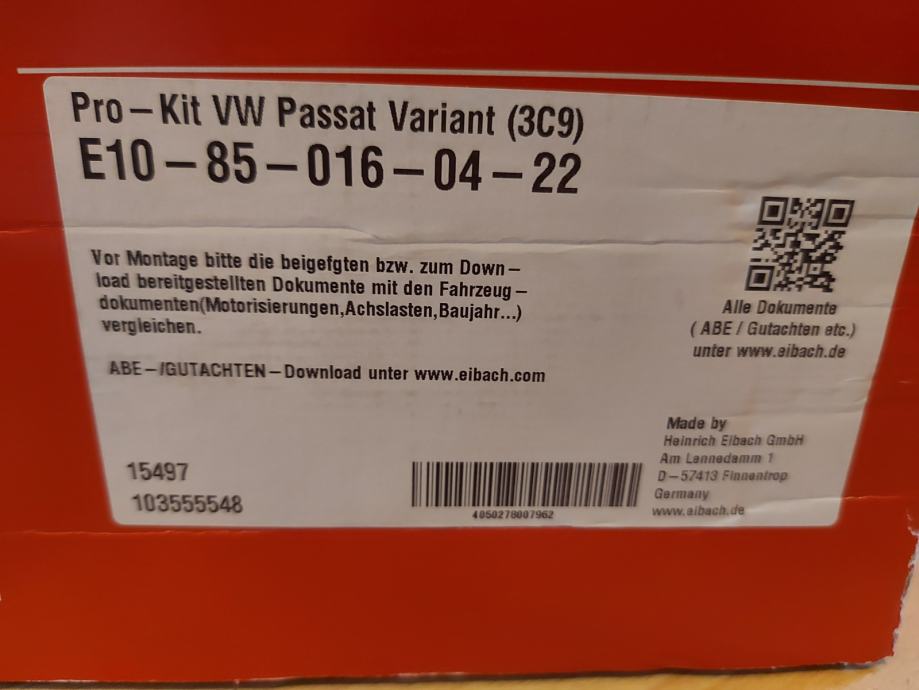 Pro-Kit VW Passat Variant (3C9)
E10-85-016-04-22
Vor Montage bitte die beigefgten bzw. zum Down-
load bereitgestellten Dokumente mit den Fahrzeug-
dokumenten(Motorisierungen,Achslasten,Baujahr...)
vergleichen.
ABE-/GUTACHTEN-Download unter www.eibach.com
Alle Dokumente
( ABE / Gutachten etc.)
unter www.eibach.de
15497
103555548
4050278007962
Made by
Heinrich Eibach GmbH
Am Lennedamm 1
D-57413 Finnentrop
Germany
www.eibach.de